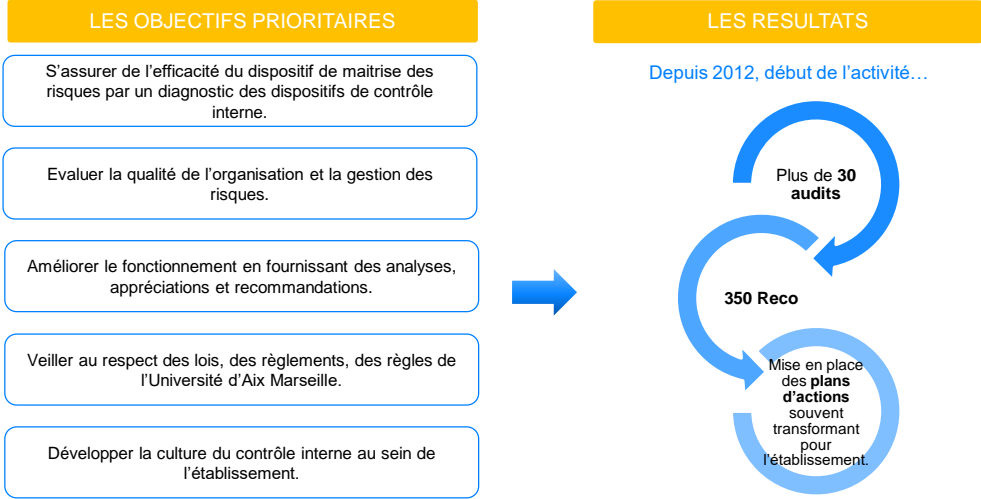 LES OBJECTIFS PRIORITAIRES
S'assurer de l'efficacité du dispositif de maitrise des
risques par un diagnostic des dispositifs de contrôle
interne.
Evaluer la qualité de l'organisation et la gestion des
risques.
Améliorer le fonctionnement en fournissant des analyses,
appréciations et recommandations.
Veiller au respect des lois, des règlements, des règles de
l'Université d'Aix Marseille.
Développer la culture du contrôle interne au sein de
l'établissement.
LES RESULTATS
Depuis 2012, début de l'activité…
Plus de 30
audits
350 Reco
Mise en place
des plans
d'actions
souvent
transformant
pour
l'établissement.